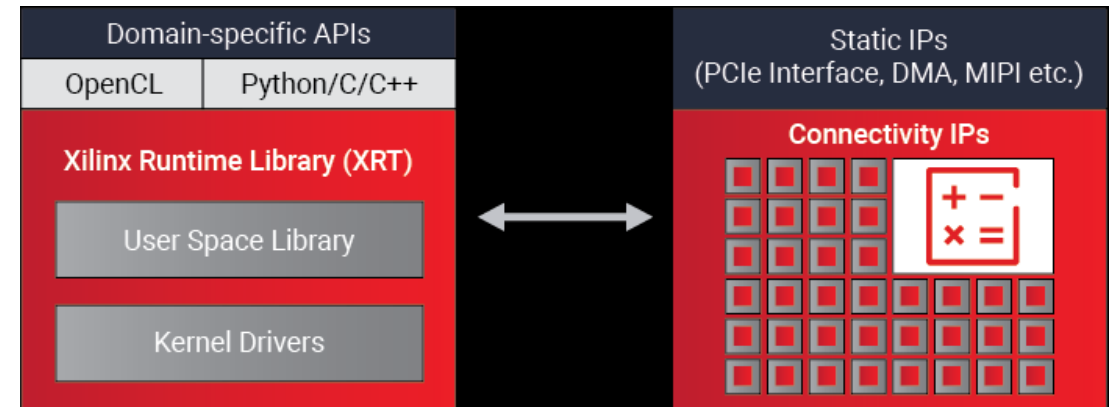 Domain-specific APIs
OpenCL
Python/C/C++
Xilinx Runtime Library (XRT)
User Space Library
Kernel Drivers
Static IPs
(PCIe Interface, DMA, MIPI etc.)
Connectivity IPs
+ −
× =